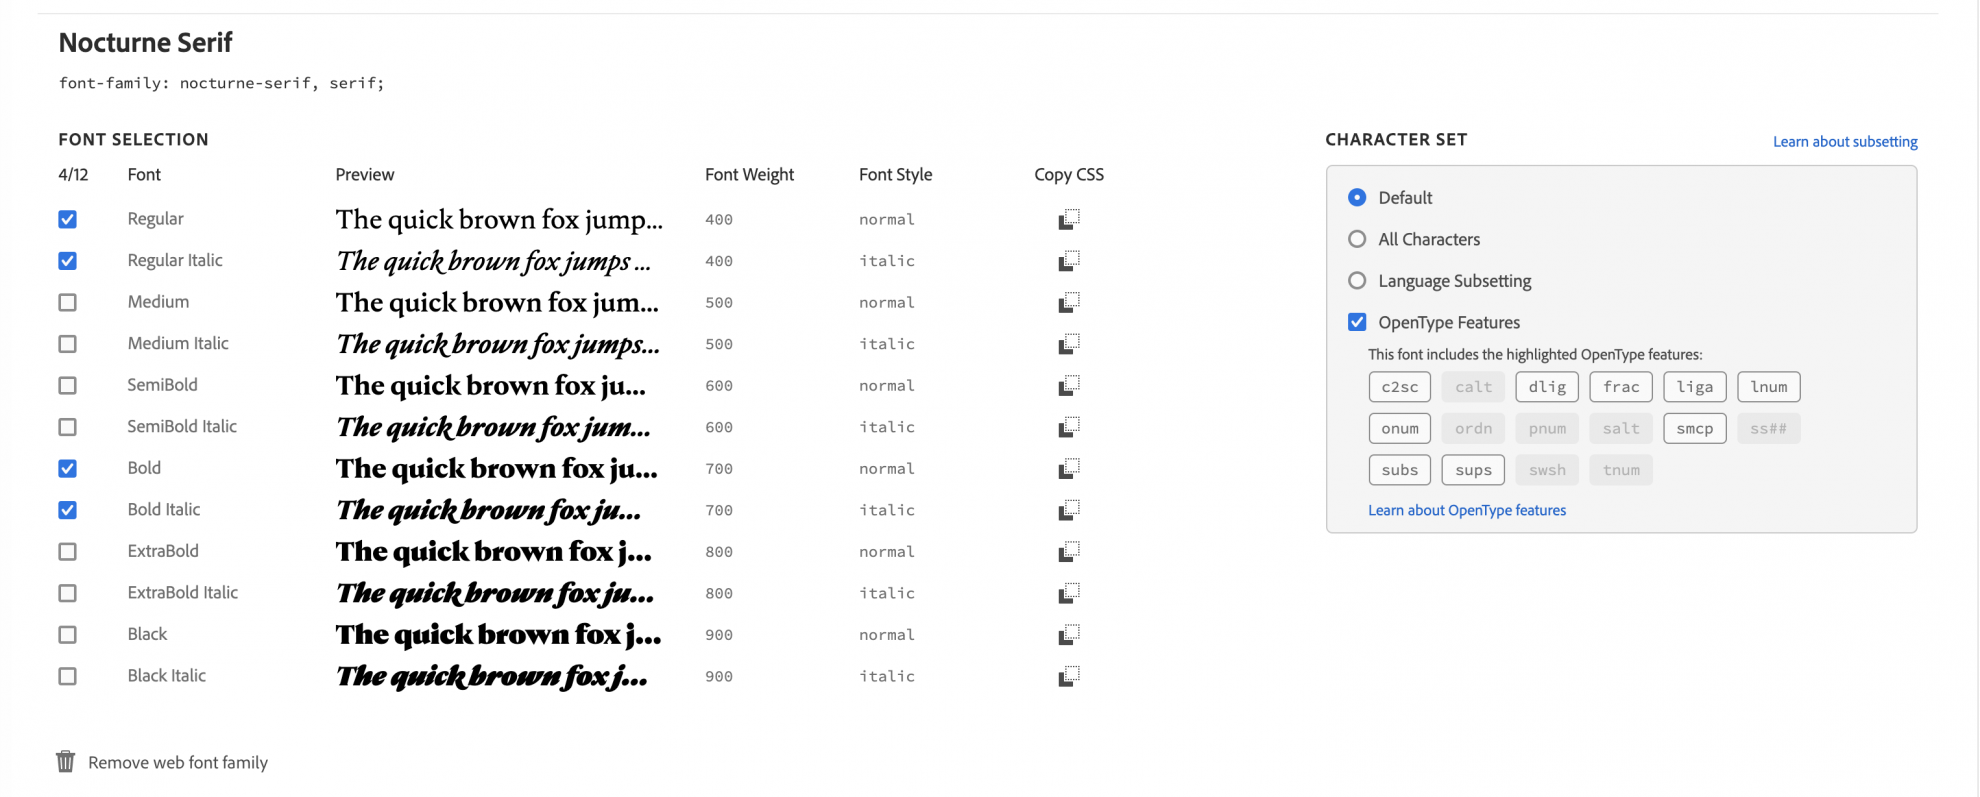 Nocturne Serif
font-family: nocturne-serif, serif;
FONT SELECTION
4/12 Font Preview Font Weight Font Style Copy CSS
Regular The quick brown fox jump... 400 normal
Regular Italic The quick brown fox jumps ... 400 italic
Medium The quick brown fox jum... 500 normal
Medium Italic The quick brown fox jumps... 500 italic
SemiBold The quick brown fox ju... 600 normal
SemiBold Italic The quick brown fox jum... 600 italic
Bold The quick brown fox ju... 700 normal
Bold Italic The quick brown fox ju... 700 italic
ExtraBold The quick brown fox j... 800 normal
ExtraBold Italic The quick brown fox ju... 800 italic
Black The quick brown fox j... 900 normal
Black Italic The quick brown fox j... 900 italic
Remove web font family
CHARACTER SET Learn about subsetting
Default
All Characters
Language Subsetting
OpenType Features
This font includes the highlighted OpenType features:
c2sc calt dlig frac liga lnum
onum ordn pnum salt smcp ss##
subs sups swsh tnum
Learn about OpenType features